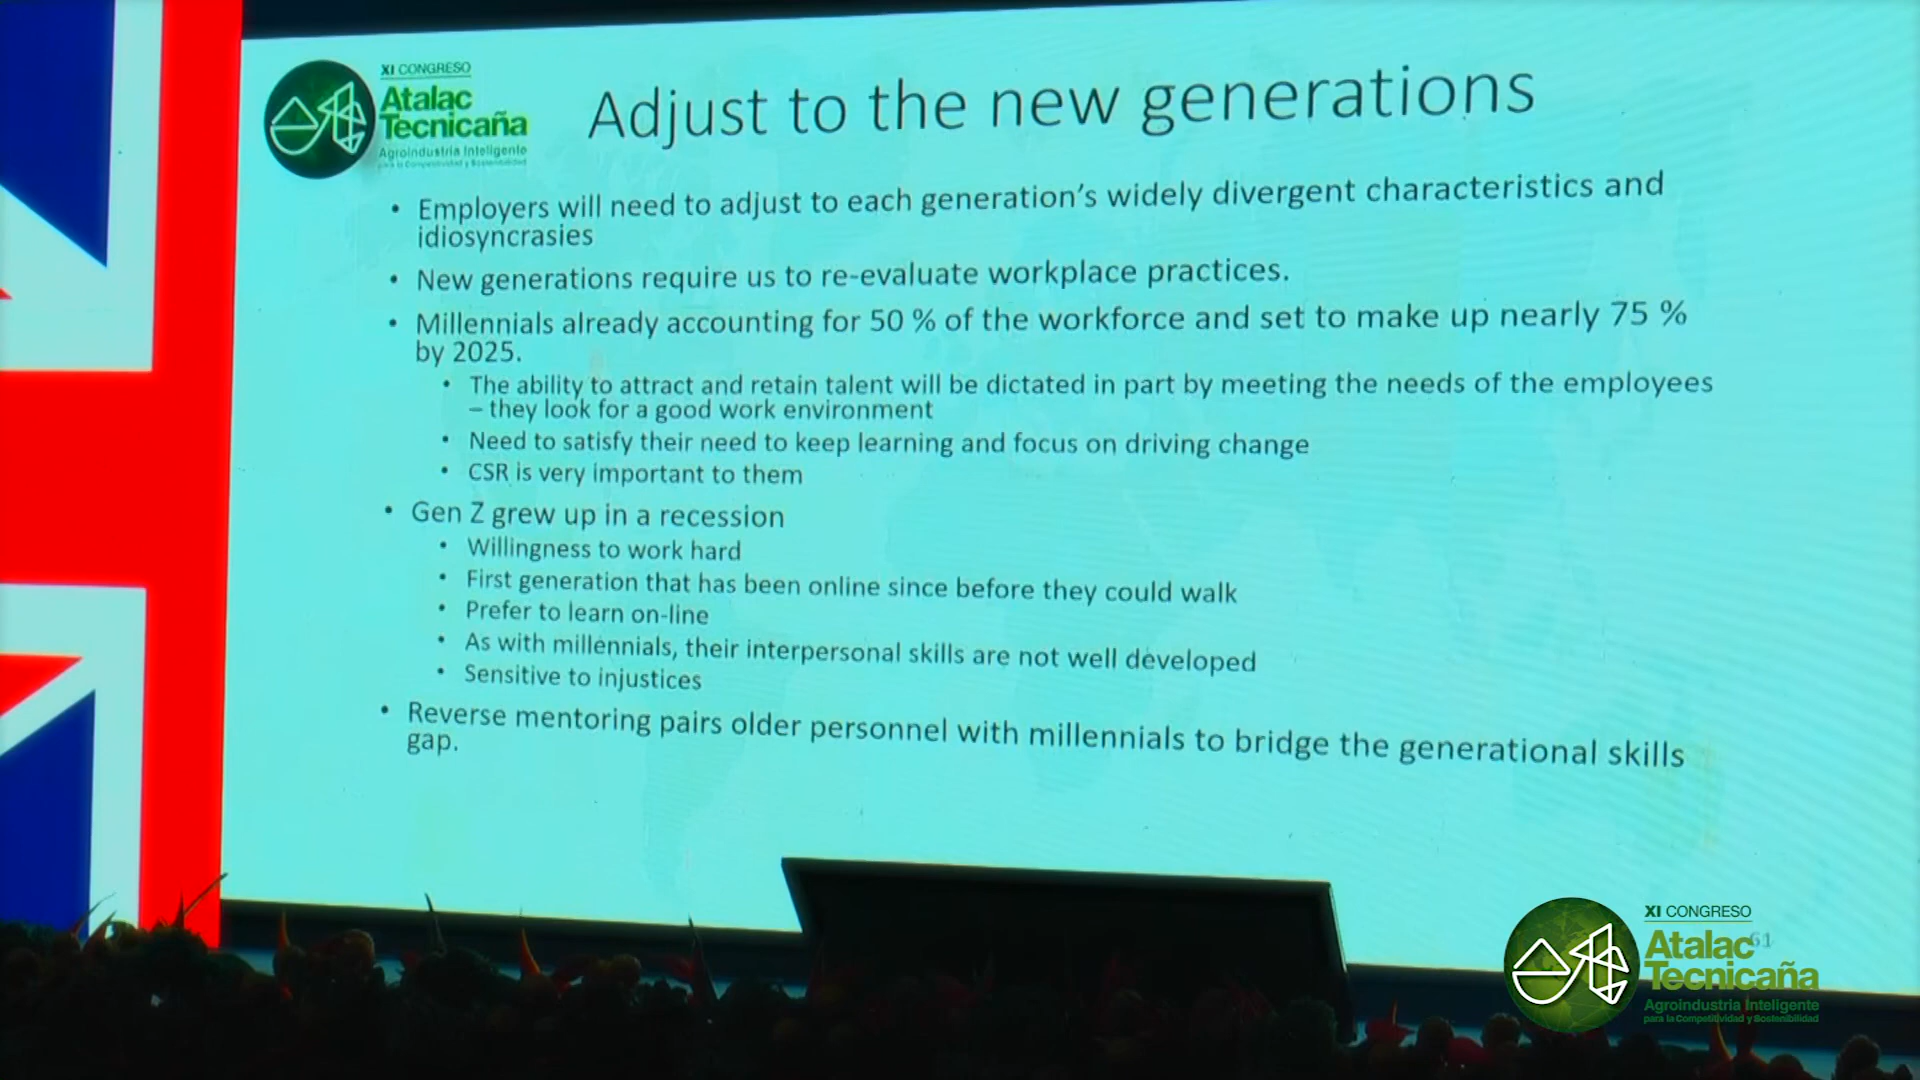 XI CONGRESO
Atalac
Tecnicaña
Agroindustria Inteligente
para la Competitividad y Sostenibilidad
Adjust to the new generations
• Employers will need to adjust to each generation's widely divergent characteristics and
idiosyncrasies
• New generations require us to re-evaluate workplace practices.
• Millennials already accounting for 50 % of the workforce and set to make up nearly 75 %
by 2025.
• The ability to attract and retain talent will be dictated in part by meeting the needs of the employees
– they look for a good work environment
• Need to satisfy their need to keep learning and focus on driving change
• CSR is very important to them
• Gen Z grew up in a recession
• Willingness to work hard
• First generation that has been online since before they could walk
• Prefer to learn on-line
• As with millennials, their interpersonal skills are not well developed
• Sensitive to injustices
• Reverse mentoring pairs older personnel with millennials to bridge the generational skills
gap.
61
XI CONGRESO
Atalac
Tecnicaña
Agroindustria Inteligente
para la Competitividad y Sostenibilidad